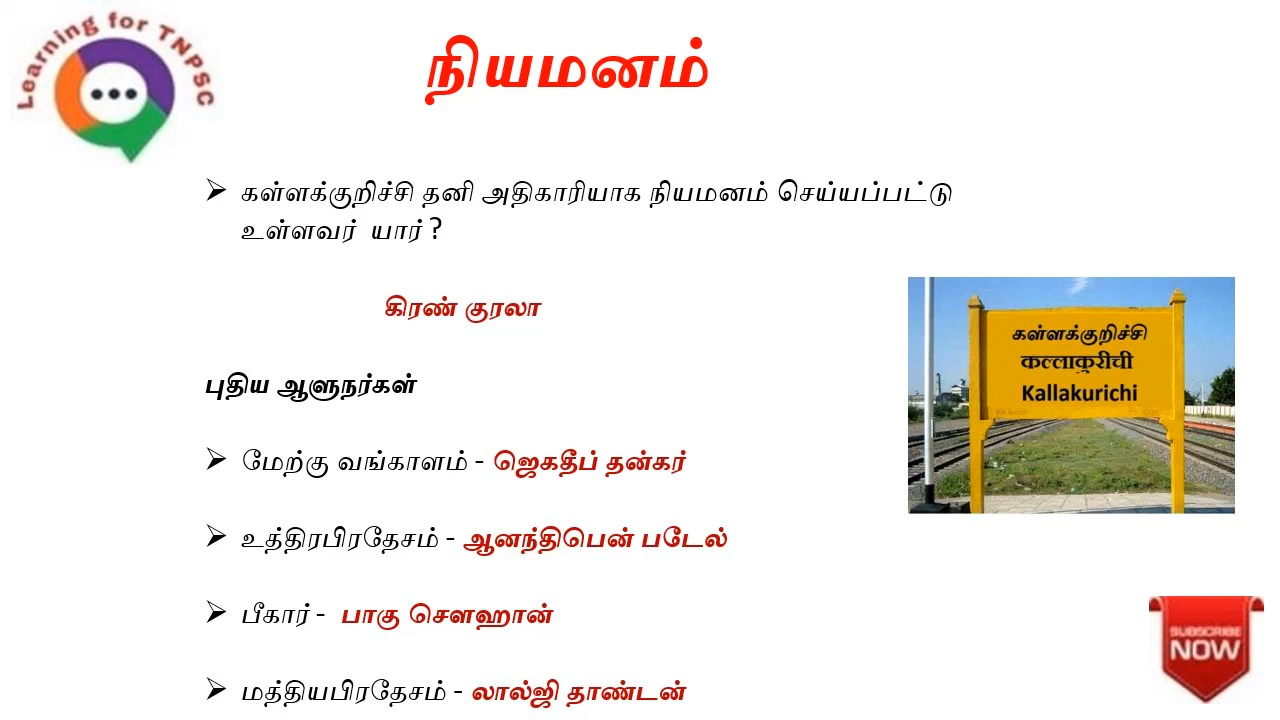 Learning for TNPSC
நியமனம்
கள்ளக்குறிச்சி தனி அதிகாரியாக நியமனம் செய்யப்பட்டு
உள்ளவர் யார் ?
கிரண் குரலா
கள்ளக்குறிச்சி
कल्लाकुरीची
Kallakurichi
புதிய ஆளுநர்கள்
மேற்கு வங்காளம் - ஜெகதீப் தன்கர்
உத்திரபிரதேசம் - ஆனந்திபென் படேல்
பீகார் - பாகு சௌஹான்
மத்தியபிரதேசம் - லால்ஜி தாண்டன்
SUBSCRIBE
NOW